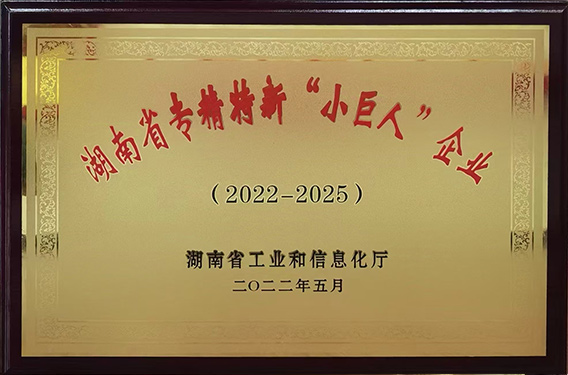 湖南省专精特新“小巨人”企业
（2022-2025）
湖南省工业和信息化厅
二〇二二年五月